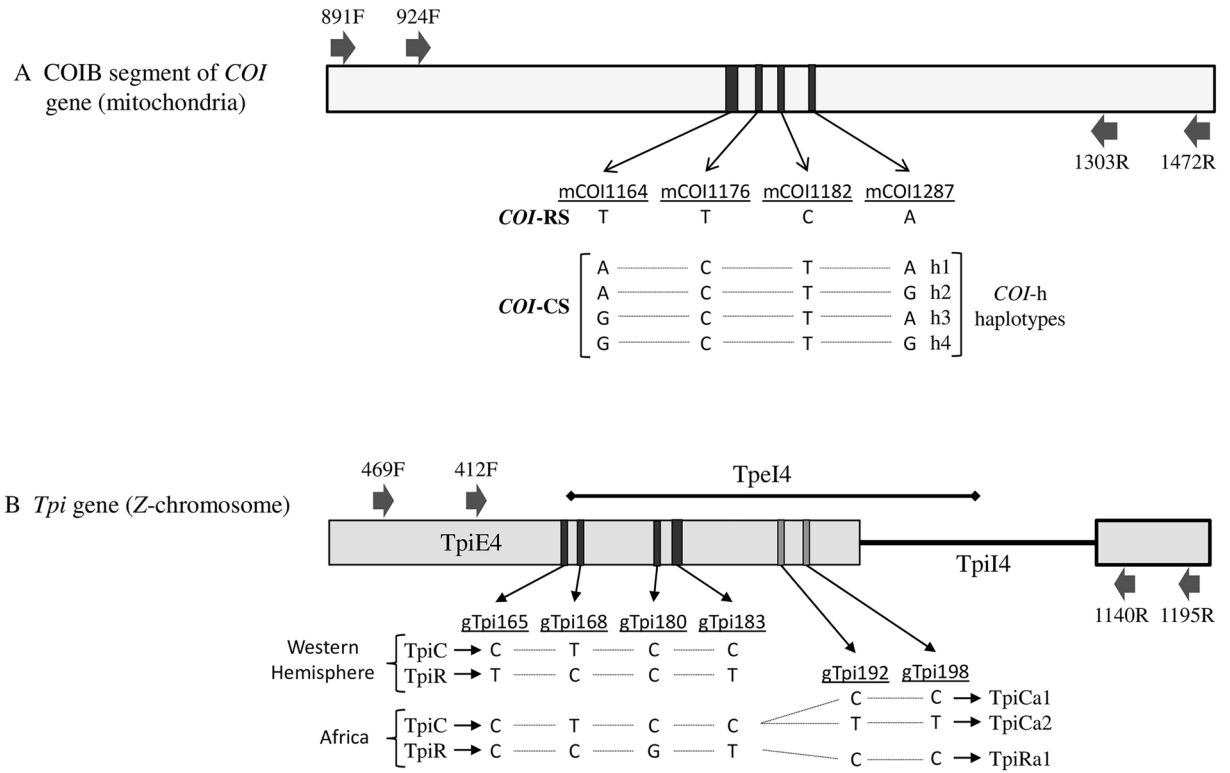 891F 924F
A COIB segment of COI
gene (mitochondria)
1303R 1472R
mCOI1164 mCOI1176 mCOI1182 mCOI1287
COI-RS T T C A
A C T A h1
A C T G h2
G C T A h3
G C T G h4
COI-CS
COI-h
haplotypes
469F 412F
TpeI4
B Tpi gene (Z-chromosome)
TpiE4
TpiI4
1140R 1195R
gTpi165 gTpi168 gTpi180 gTpi183
Western
Hemisphere
TpiC C T C C
TpiR T C C T
gTpi192 gTpi198
C C TpiCa1
T T TpiCa2
C C TpiRa1
Africa
TpiC C T C C
TpiR C C G T